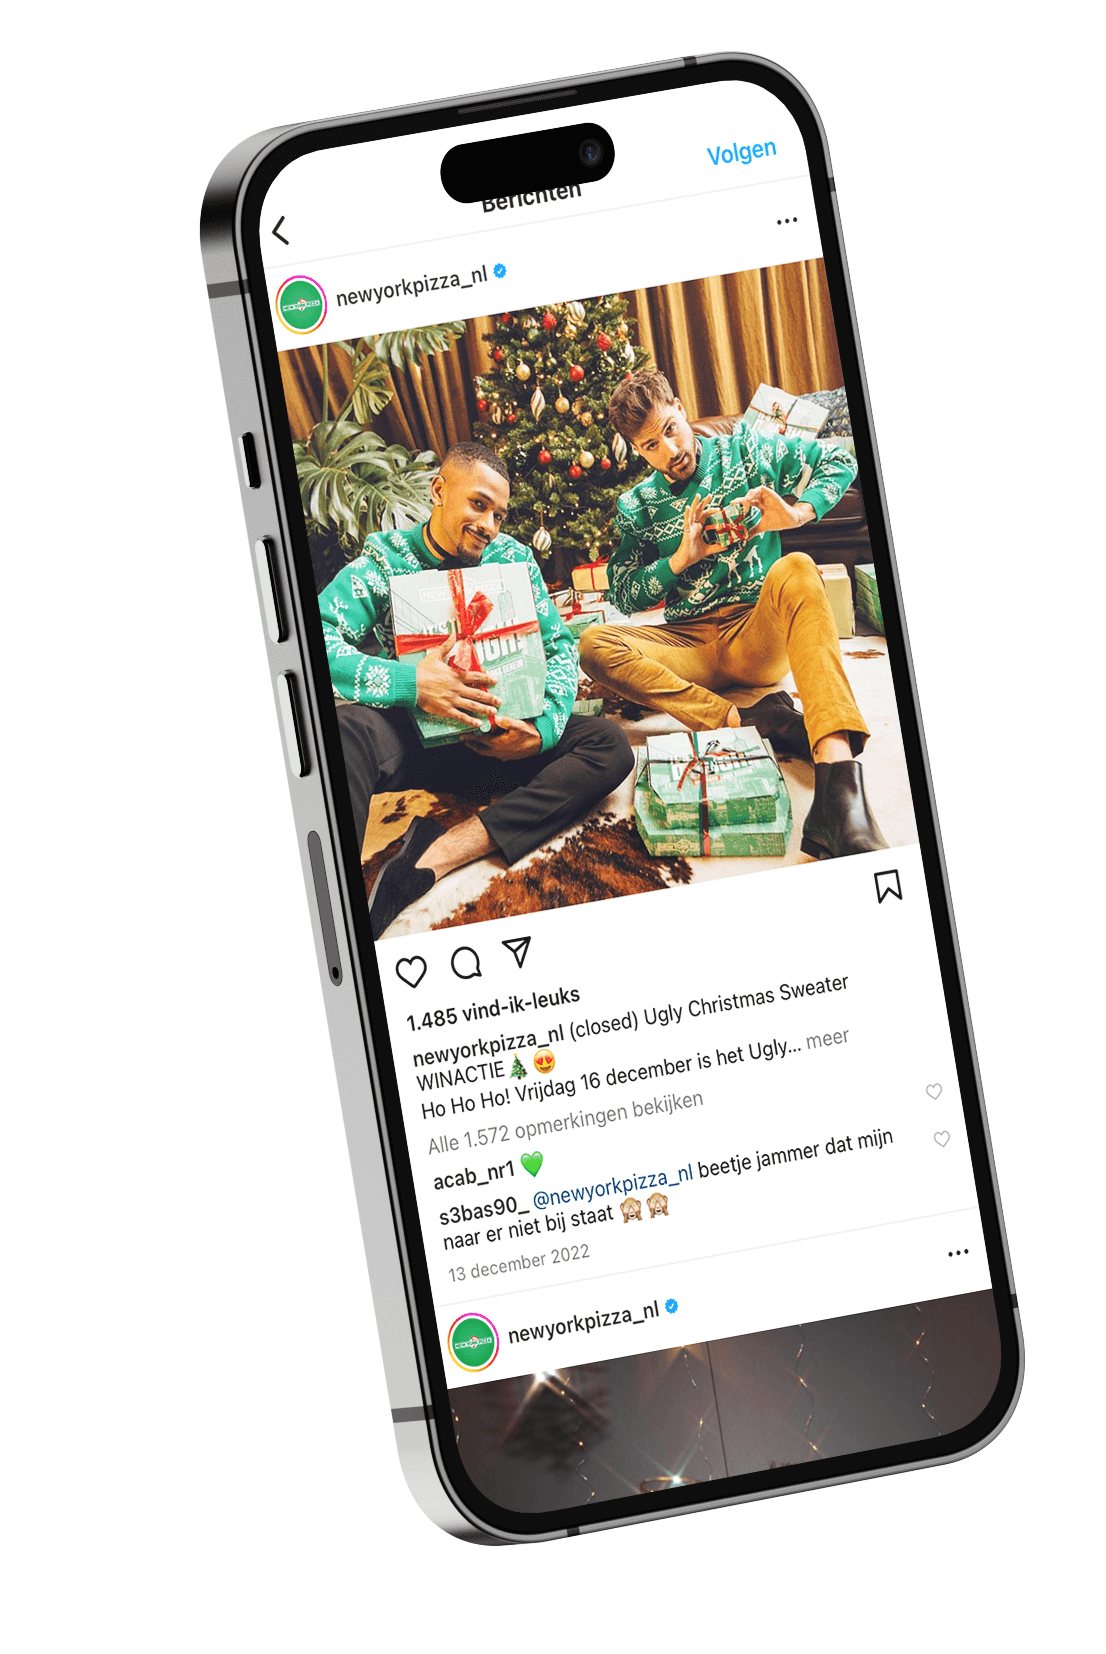 Volgen
Berichten
newyorkpizza_nl
1.485 vind-ik-leuks
newyorkpizza_nl (closed) Ugly Christmas Sweater
WINACTIE🎄😍
Ho Ho Ho! Vrijdag 16 december is het Ugly... meer
Alle 1.572 opmerkingen bekijken
acab_nr1 💚
s3bas90_ @newyorkpizza_nl beetje jammer dat mijn
naar er niet bij staat 🙈🙈
13 december 2022
newyorkpizza_nl